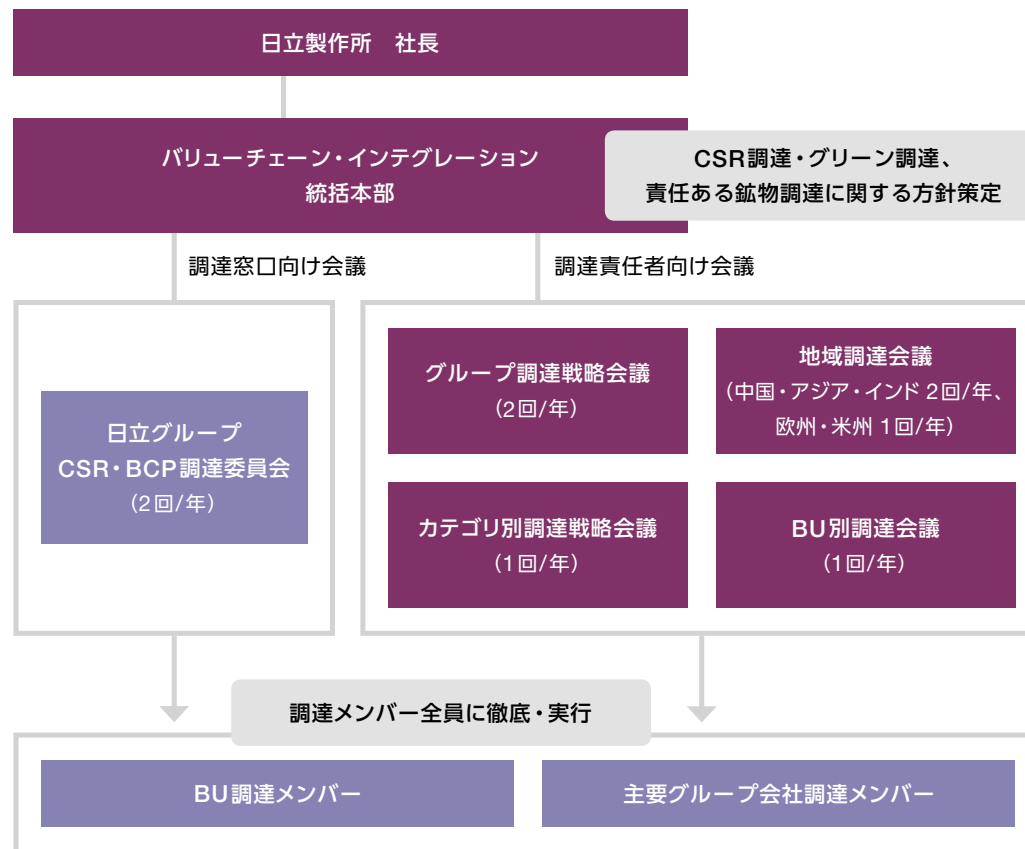 日立製作所　社長
バリューチェーン・インテグレーション
統括本部
CSR調達・グリーン調達、
責任ある鉱物調達に関する方針策定
調達窓口向け会議
調達責任者向け会議
日立グループ
CSR・BCP調達委員会
(2回/年)
グループ調達戦略会議
(2回/年)
地域調達会議
(中国・アジア・インド 2回/年、
欧州・米州 1回/年)
カテゴリ別調達戦略会議
(1回/年)
BU別調達会議
(1回/年)
調達メンバー全員に徹底・実行
BU調達メンバー
主要グループ会社調達メンバー